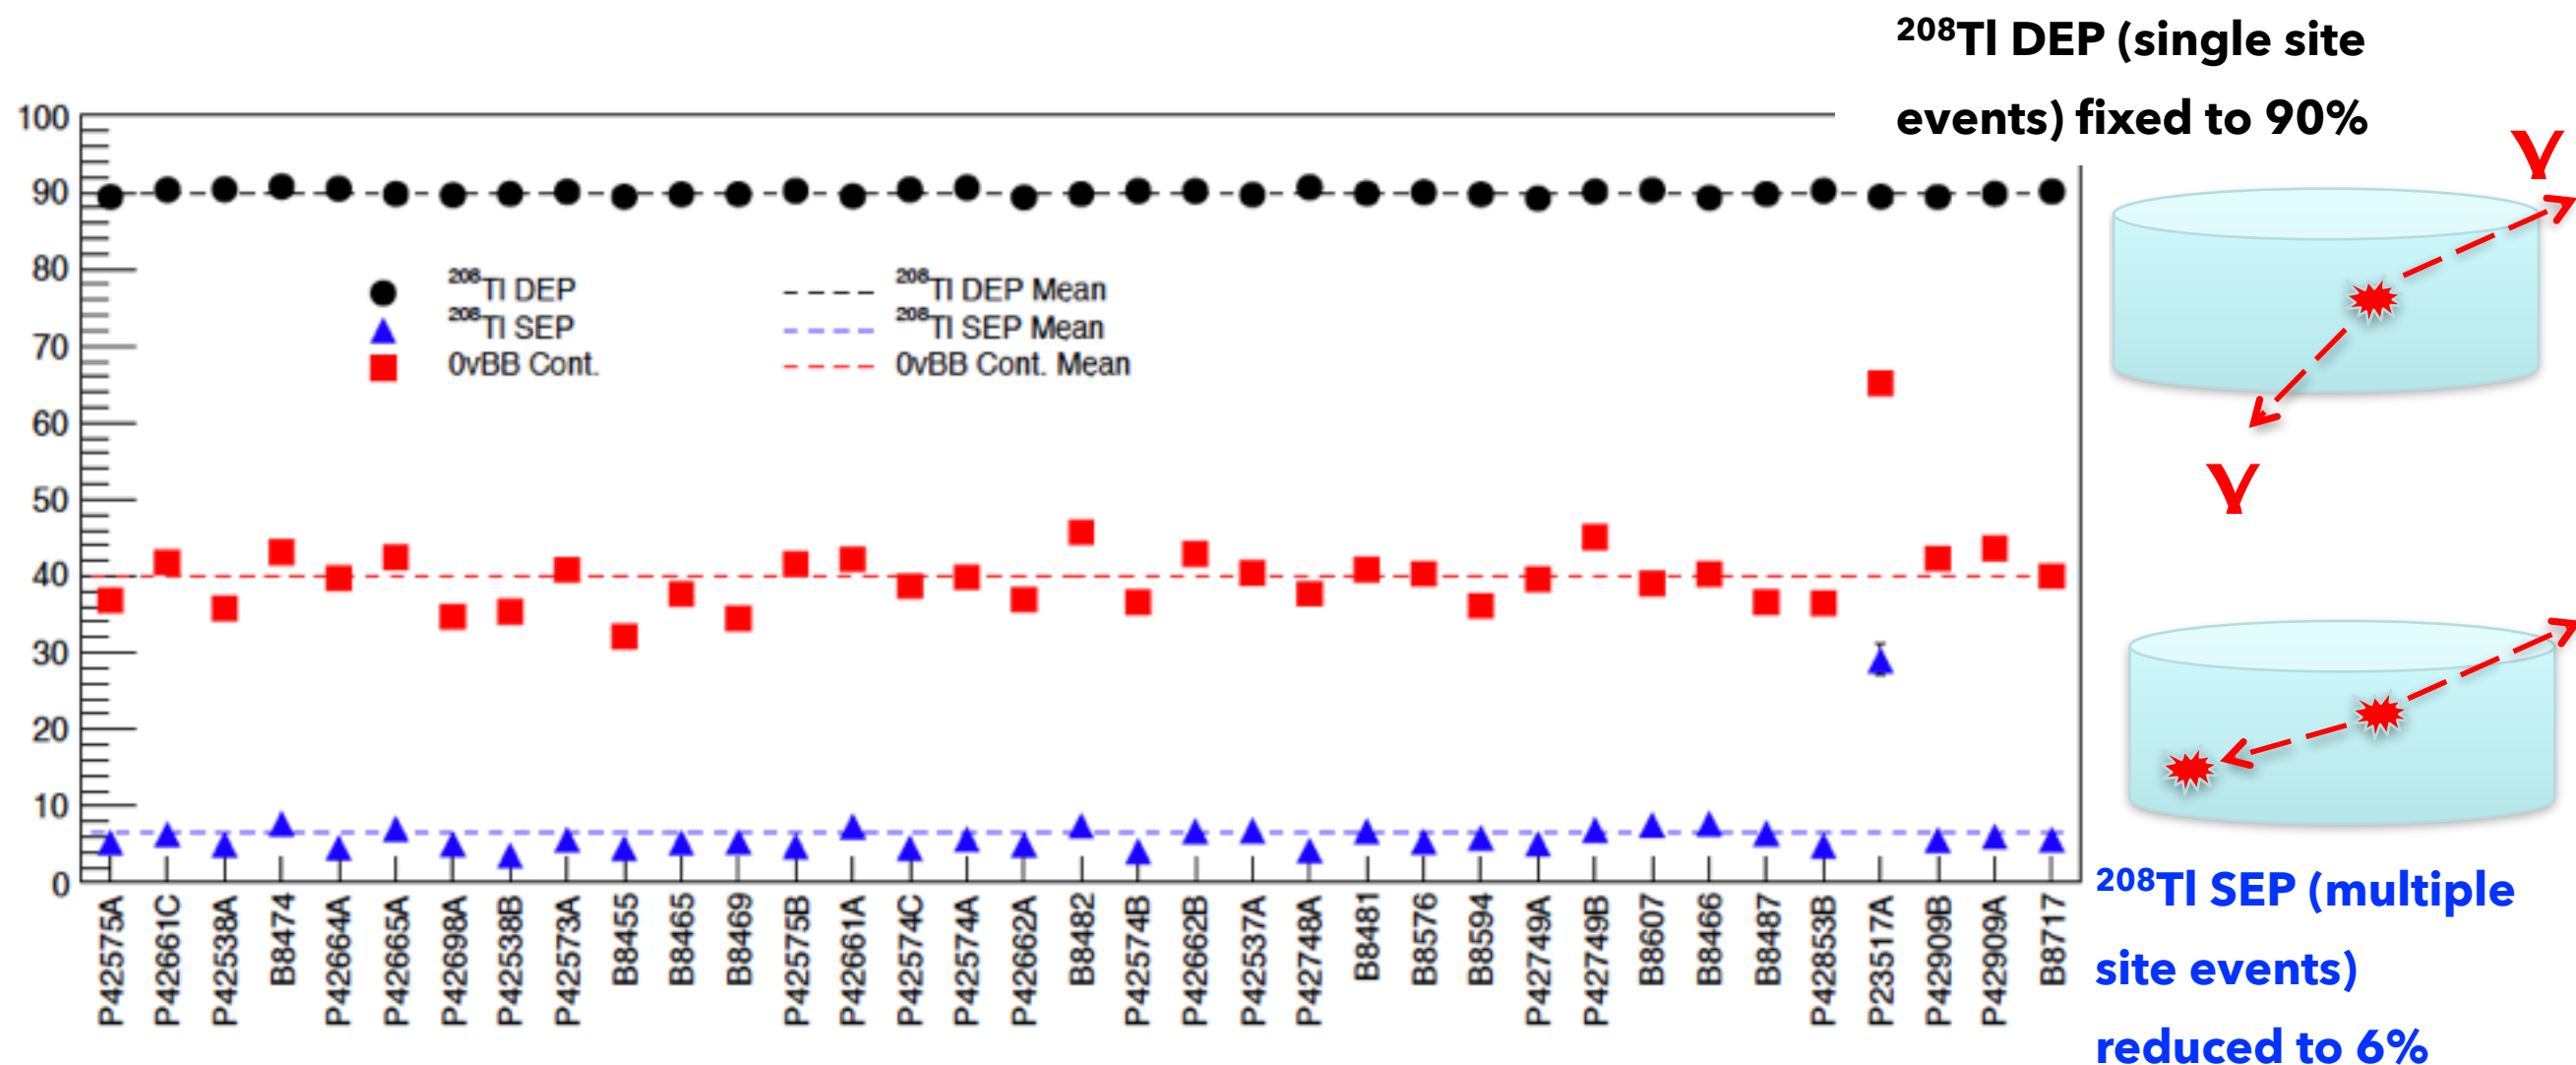 ²⁰⁸Tl DEP (single site
events) fixed to 90%
γ
γ
100
90
80
70
60
50
40
30
20
10
0
²⁰⁸Tl DEP
²⁰⁸Tl DEP Mean
²⁰⁸Tl SEP
²⁰⁸Tl SEP Mean
0νBB Cont.
0νBB Cont. Mean
P42575A
P42661C
P42538A
B8474
P42664A
P42665A
P42698A
P42538B
P42573A
B8455
B8465
B8469
P42575B
P42661A
P42574C
P42574A
P42662A
B8482
P42574B
P42662B
P42537A
P42748A
B8481
B8576
B8594
P42749A
P42749B
B8607
B8466
B8487
P42853B
P23517A
P42909B
P42909A
B8717
²⁰⁸Tl SEP (multiple
site events)
reduced to 6%